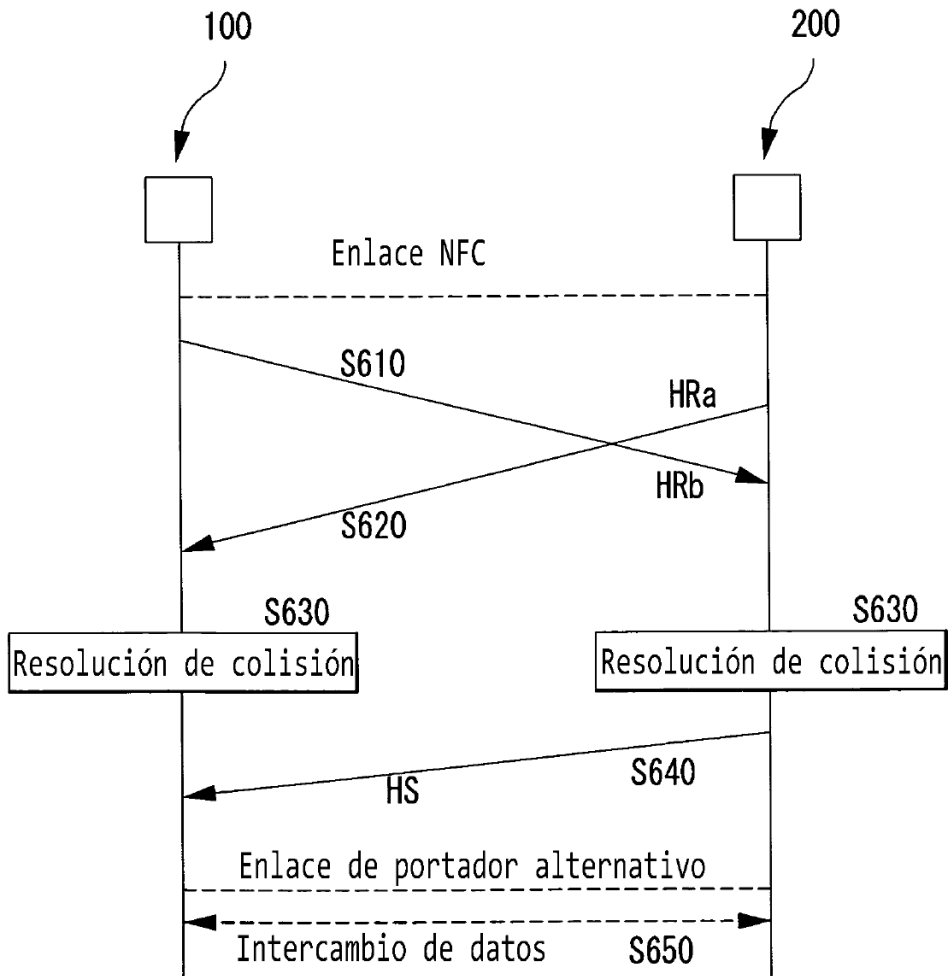 100
200
Enlace NFC
S610
HRa
HRb
S620
S630
S630
Resolución de colisión
Resolución de colisión
S640
HS
Enlace de portador alternativo
Intercambio de datos
S650